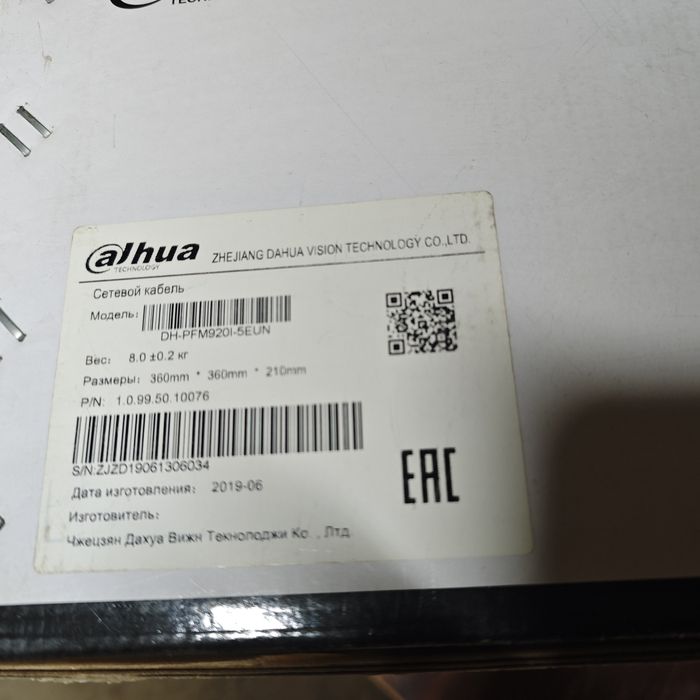 alhua
TECHNOLOGY
ZHEJIANG DAHUA VISION TECHNOLOGY CO.,LTD.
Сетевой кабель
Модель:
DH-PFM920I-5EUN
Вес: 8.0 ±0.2 кг
Размеры: 360mm * 360mm * 210mm
P/N: 1.0.99.50.10076
S/N:ZJZD19061306034
Дата изготовления: 2019-06
EAC
Изготовитель:
Чжецзян Дахуа Вижн Текнолоджи Ко., Лтд.